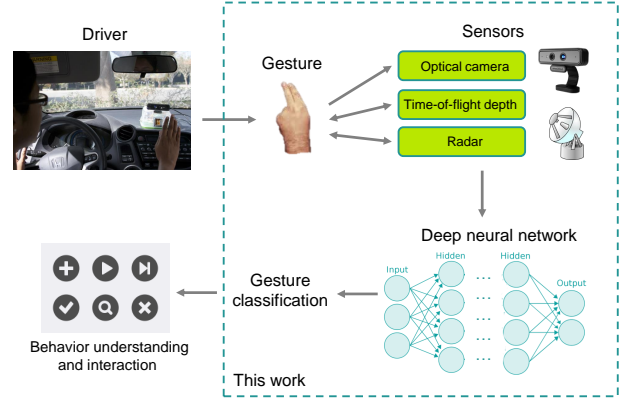 Driver
Gesture
Sensors
Optical camera
Time-of-flight depth
Radar
Deep neural network
Input
Hidden
Hidden
Output
Gesture
classification
Behavior understanding
and interaction
This work